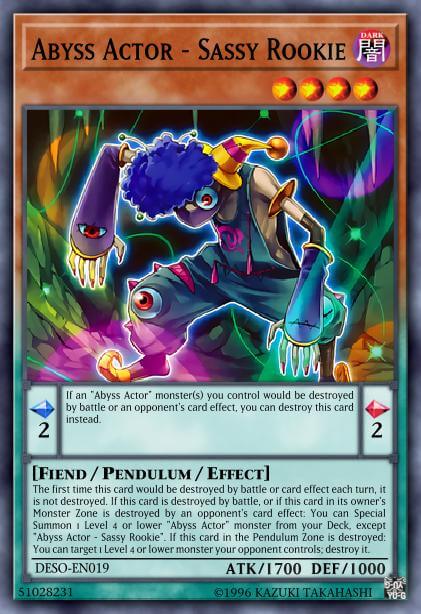 Abyss Actor - Sassy Rookie
DARK
闇
If an "Abyss Actor" monster(s) you control would be destroyed
by battle or an opponent's card effect, you can destroy this card
instead.
2
2
[Fiend / Pendulum / Effect]
The first time this card would be destroyed by battle or card effect each turn, it
is not destroyed. If this card is destroyed by battle, or if this card in its owner's
Monster Zone is destroyed by an opponent's card effect: You can Special
Summon 1 Level 4 or lower "Abyss Actor" monster from your Deck, except
"Abyss Actor - Sassy Rookie". If this card in the Pendulum Zone is destroyed:
You can target 1 Level 4 or lower monster your opponent controls; destroy it.
DESO-EN019
ATK/1700 DEF/1000
51028231
©1996 KAZUKI TAKAHASHI